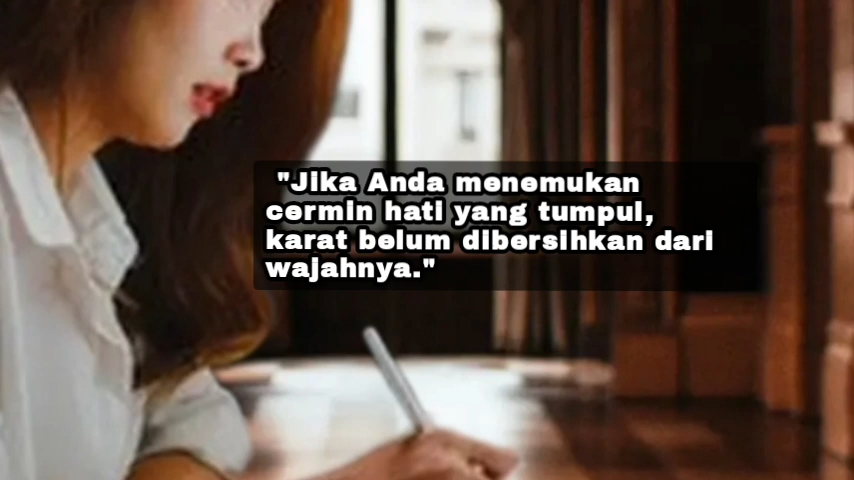 "Jika Anda menemukan
cermin hati yang tumpul,
karat belum dibersihkan dari
wajahnya."